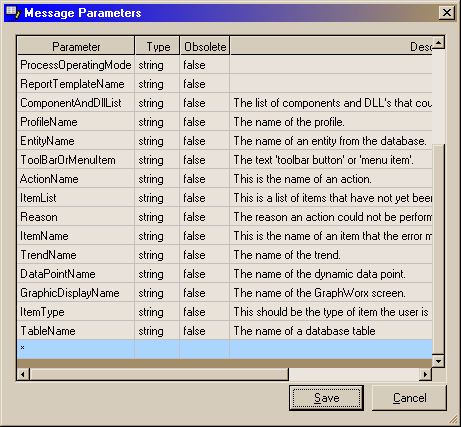 Message Parameters
Parameter Type Obsolete Desc
ProcessOperatingMode string false
ReportTemplateName string false
ComponentAndDllList string false The list of components and DLL's that cou
ProfileName string false The name of the profile.
EntityName string false The name of an entity from the database.
ToolBarOrMenuItem string false The text 'toolbar button' or 'menu item'.
ActionName string false This is the name of an action.
ItemList string false This is a list of items that have not yet been
Reason string false The reason an action could not be perform
ItemName string false This is the name of an item that the error m
TrendName string false The name of the trend.
DataPointName string false The name of the dynamic data point.
GraphicDisplayName string false The name of the GraphWorx screen.
ItemType string false This should be the type of item the user is
TableName string false The name of a database table
*
Save Cancel